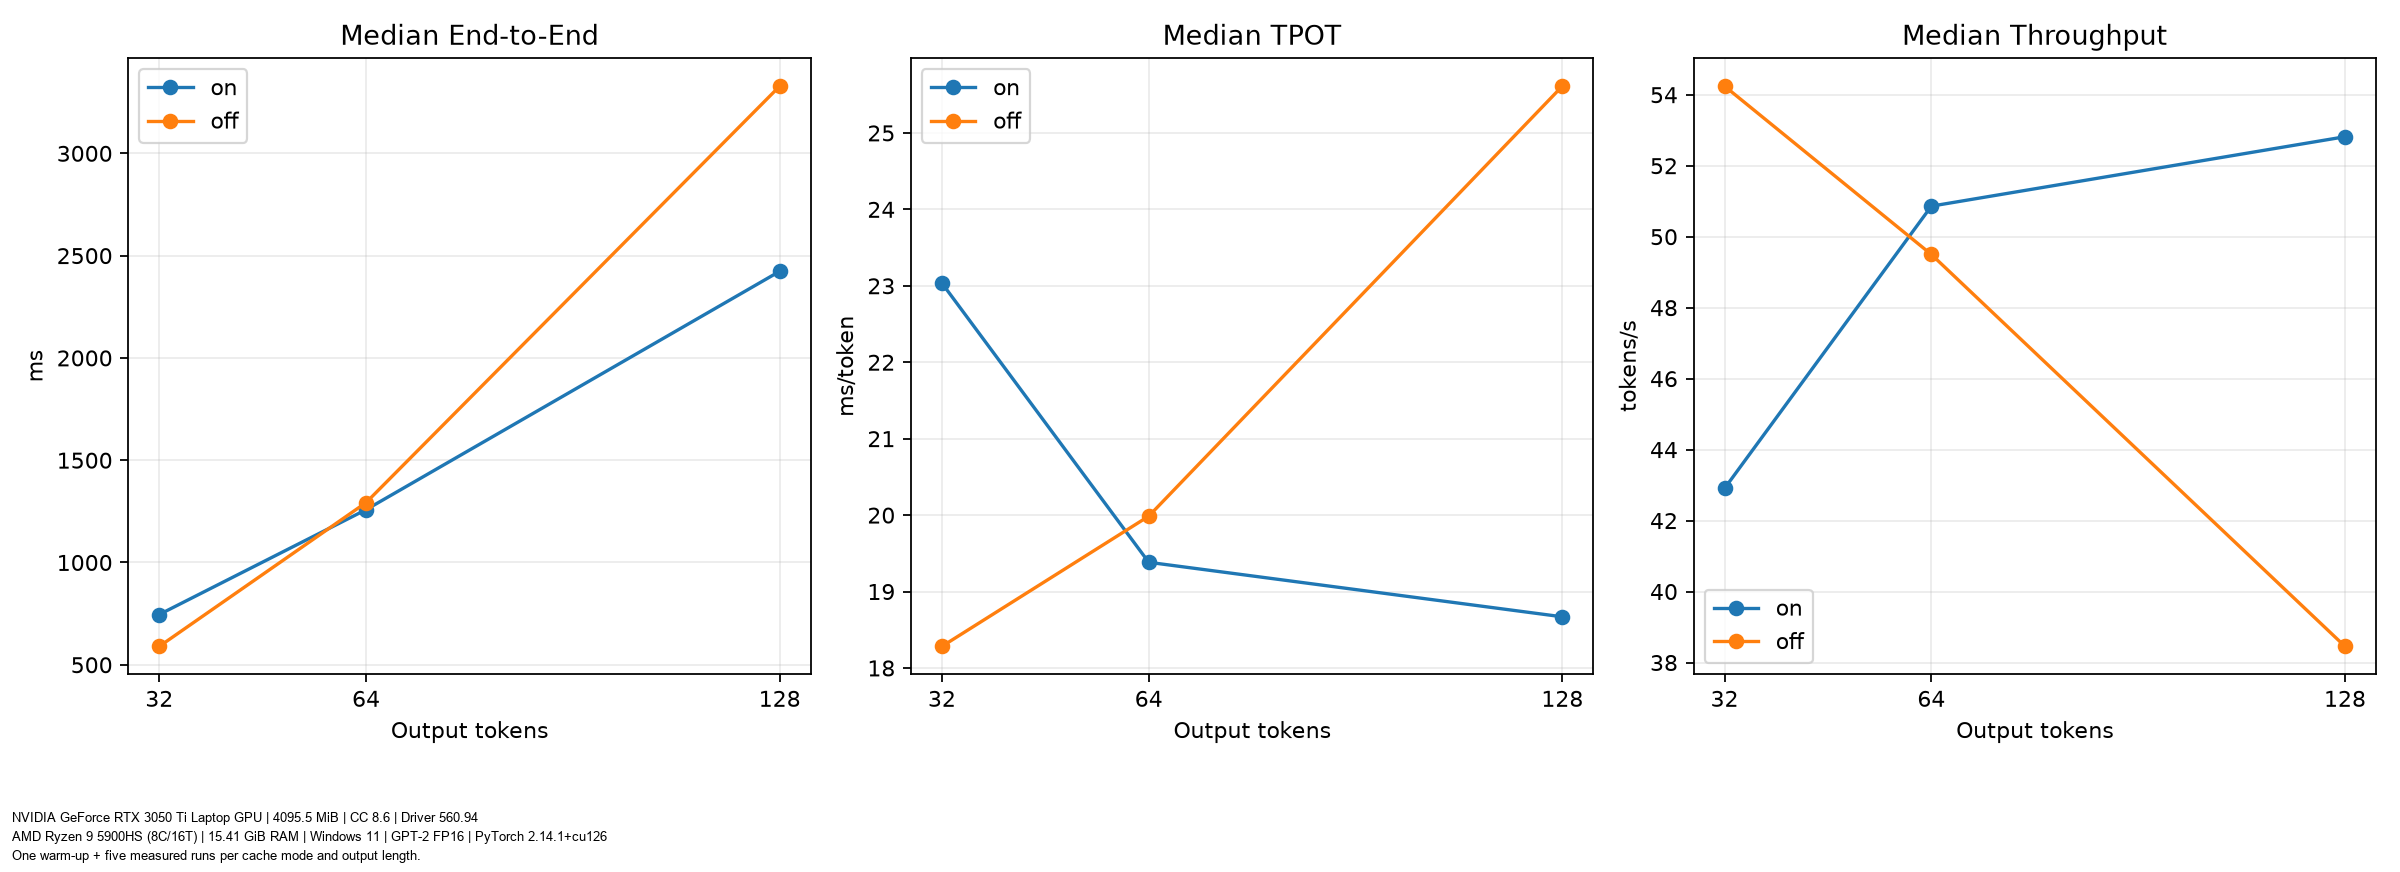 Median End-to-End
on
off
3000
2500
2000
1500
1000
500
ms
32
64
128
Output tokens
Median TPOT
on
off
25
24
23
22
21
20
19
18
ms/token
32
64
128
Output tokens
Median Throughput
54
52
50
48
46
44
42
40
38
tokens/s
on
off
32
64
128
Output tokens
NVIDIA GeForce RTX 3050 Ti Laptop GPU | 4095.5 MiB | CC 8.6 | Driver 560.94
AMD Ryzen 9 5900HS (8C/16T) | 15.41 GiB RAM | Windows 11 | GPT-2 FP16 | PyTorch 2.14.1+cu126
One warm-up + five measured runs per cache mode and output length.